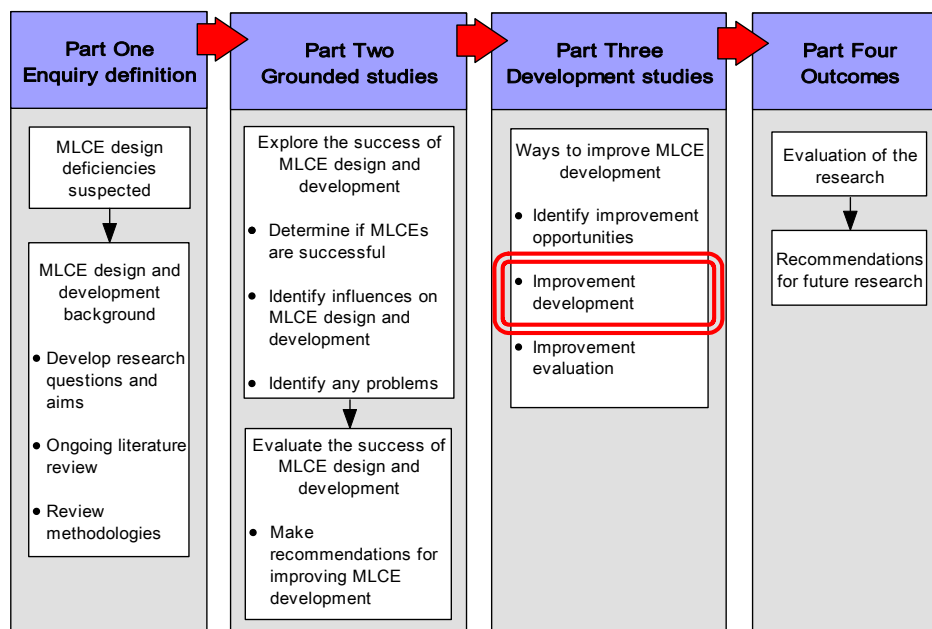 Part One
Enquiry definition
MLCE design
deficiencies
suspected
MLCE design and
development
background
• Develop research
questions and
aims
• Ongoing literature
review
• Review
methodologies
Part Two
Grounded studies
Explore the success of
MLCE design and
development
• Determine if MLCEs
are successful
• Identify influences on
MLCE design and
development
• Identify any problems
Evaluate the success of
MLCE design and
development
• Make
recommendations for
improving MLCE
development
Part Three
Development studies
Ways to improve MLCE
development
• Identify improvement
opportunities
• Improvement
development
• Improvement
evaluation
Part Four
Outcomes
Evaluation of the
research
Recommendations
for future research